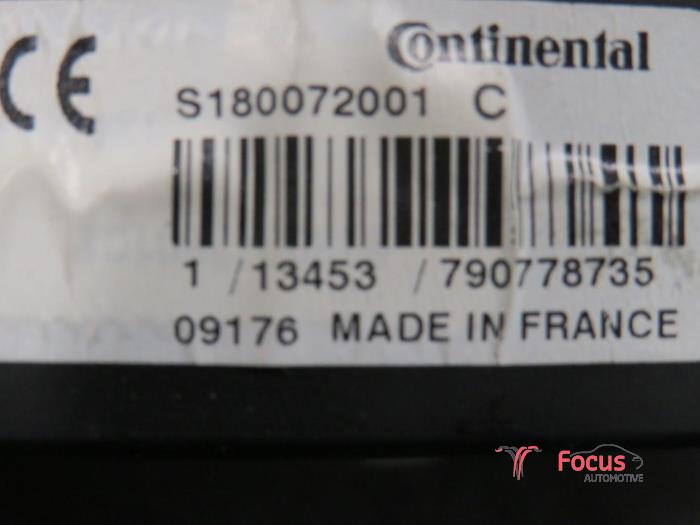 CE
Continental
S180072001 C
1 / 13453 / 790778735
09176 MADE IN FRANCE
Focus
AUTOMOTIVE